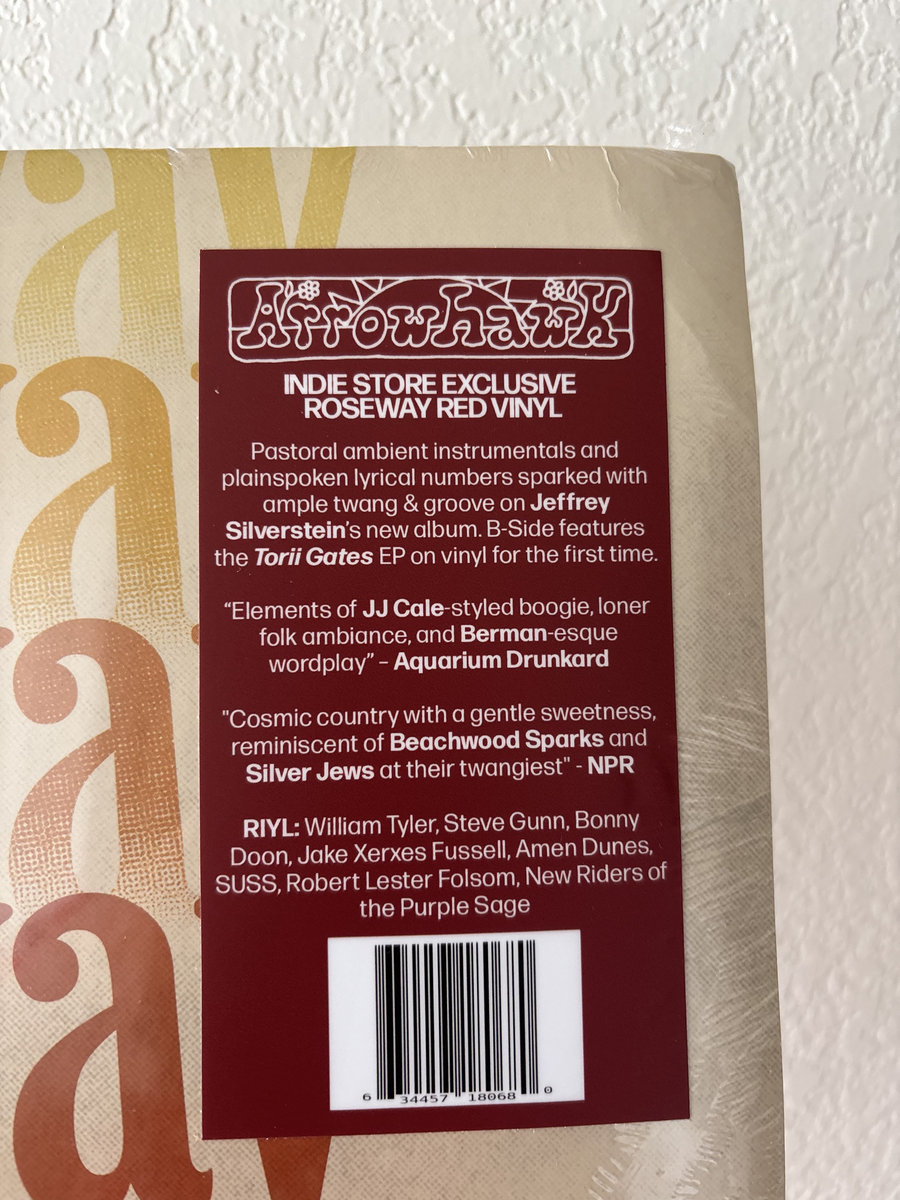 ay
ay
ay
ay
Arrowhawk
INDIE STORE EXCLUSIVE
ROSEWAY RED VINYL
Pastoral ambient instrumentals and
plainspoken lyrical numbers sparked with
ample twang & groove on Jeffrey
Silverstein's new album. B-Side features
the Torii Gates EP on vinyl for the first time.
“Elements of JJ Cale-styled boogie, loner
folk ambiance, and Berman-esque
wordplay” – Aquarium Drunkard
"Cosmic country with a gentle sweetness,
reminiscent of Beachwood Sparks and
Silver Jews at their twangiest" - NPR
RIYL: William Tyler, Steve Gunn, Bonny
Doon, Jake Xerxes Fussell, Amen Dunes,
SUSS, Robert Lester Folsom, New Riders of
the Purple Sage
6 34457 18068 0